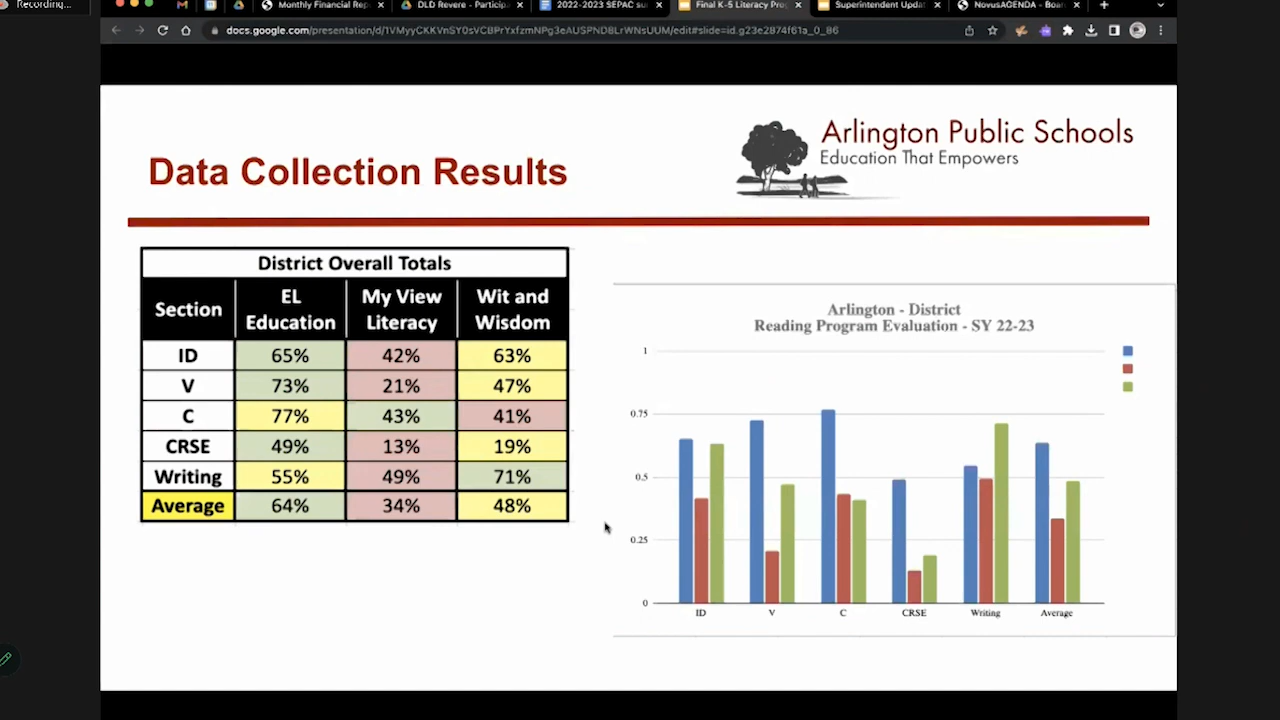 Recording...
Monthly Financial Rep
DLD Revere - Particip
2022-2023 SEPAC su
Final K-5 Literacy Pro
Superintendent Updat
NovusAGENDA - Boar
docs.google.com/presentation/d/1VMyyCKKVnSY0sVCBPrYxfzmNPg3eAUSPNDBLrWNsUUM/edit#slide=id.g23e2874f61a_0_86
Arlington Public Schools
Education That Empowers
Data Collection Results
District Overall Totals
Section EL Education My View Literacy Wit and Wisdom
ID 65% 42% 63%
V 73% 21% 47%
C 77% 43% 41%
CRSE 49% 13% 19%
Writing 55% 49% 71%
Average 64% 34% 48%
Arlington - District
Reading Program Evaluation - SY 22-23
1
0.75
0.5
0.25
0
ID V C CRSE Writing Average